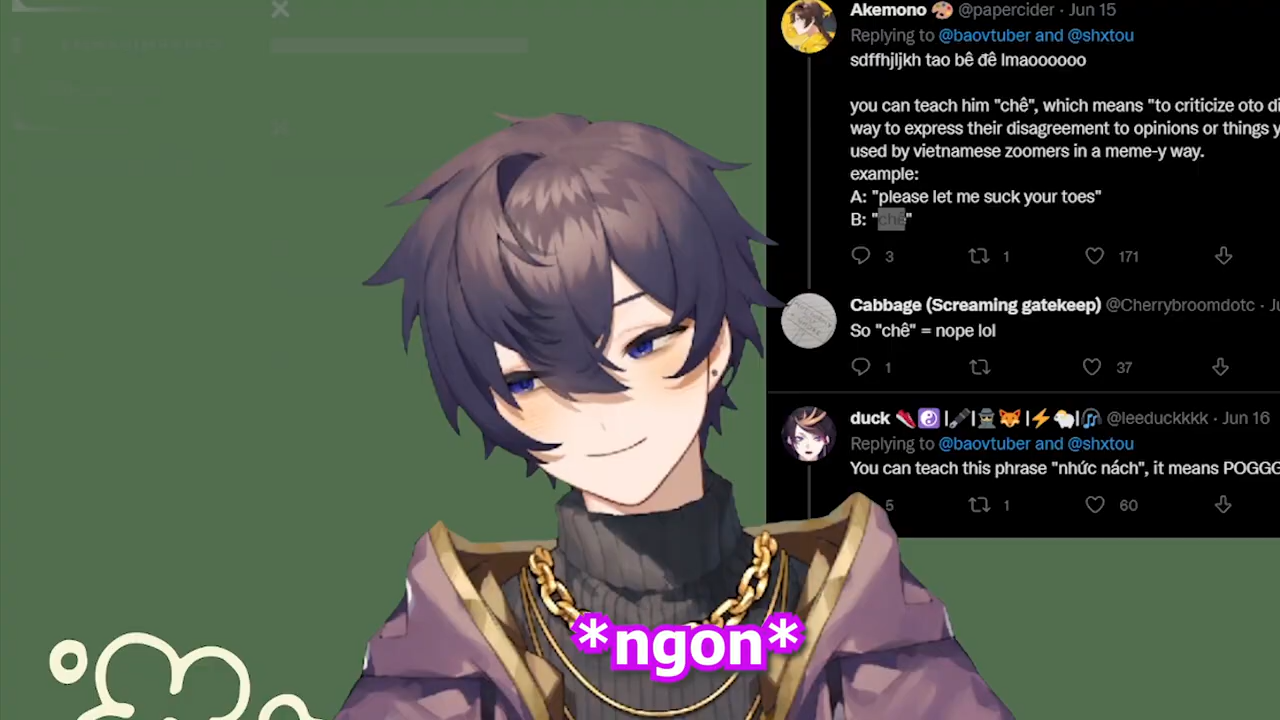 Akemono 🎨 @papercider · Jun 15
Replying to @baovtuber and @shxtou
sdffhjljkh tao bê đê lmaoooooo
you can teach him "chê", which means "to criticize oto di
way to express their disagreement to opinions or things y
used by vietnamese zoomers in a meme-y way.
example:
A: "please let me suck your toes"
B: "chê"
3 1 171
Cabbage (Screaming gatekeep) @Cherrybroomdotc · Ju
So "chê" = nope lol
1 37
duck 👟☯️|🖋️|🕵️🦊|⚡🐑|🎶 @leeduckkkk · Jun 16
Replying to @baovtuber and @shxtou
You can teach this phrase "nhức nách", it means POGGG
5 1 60
*ngon*